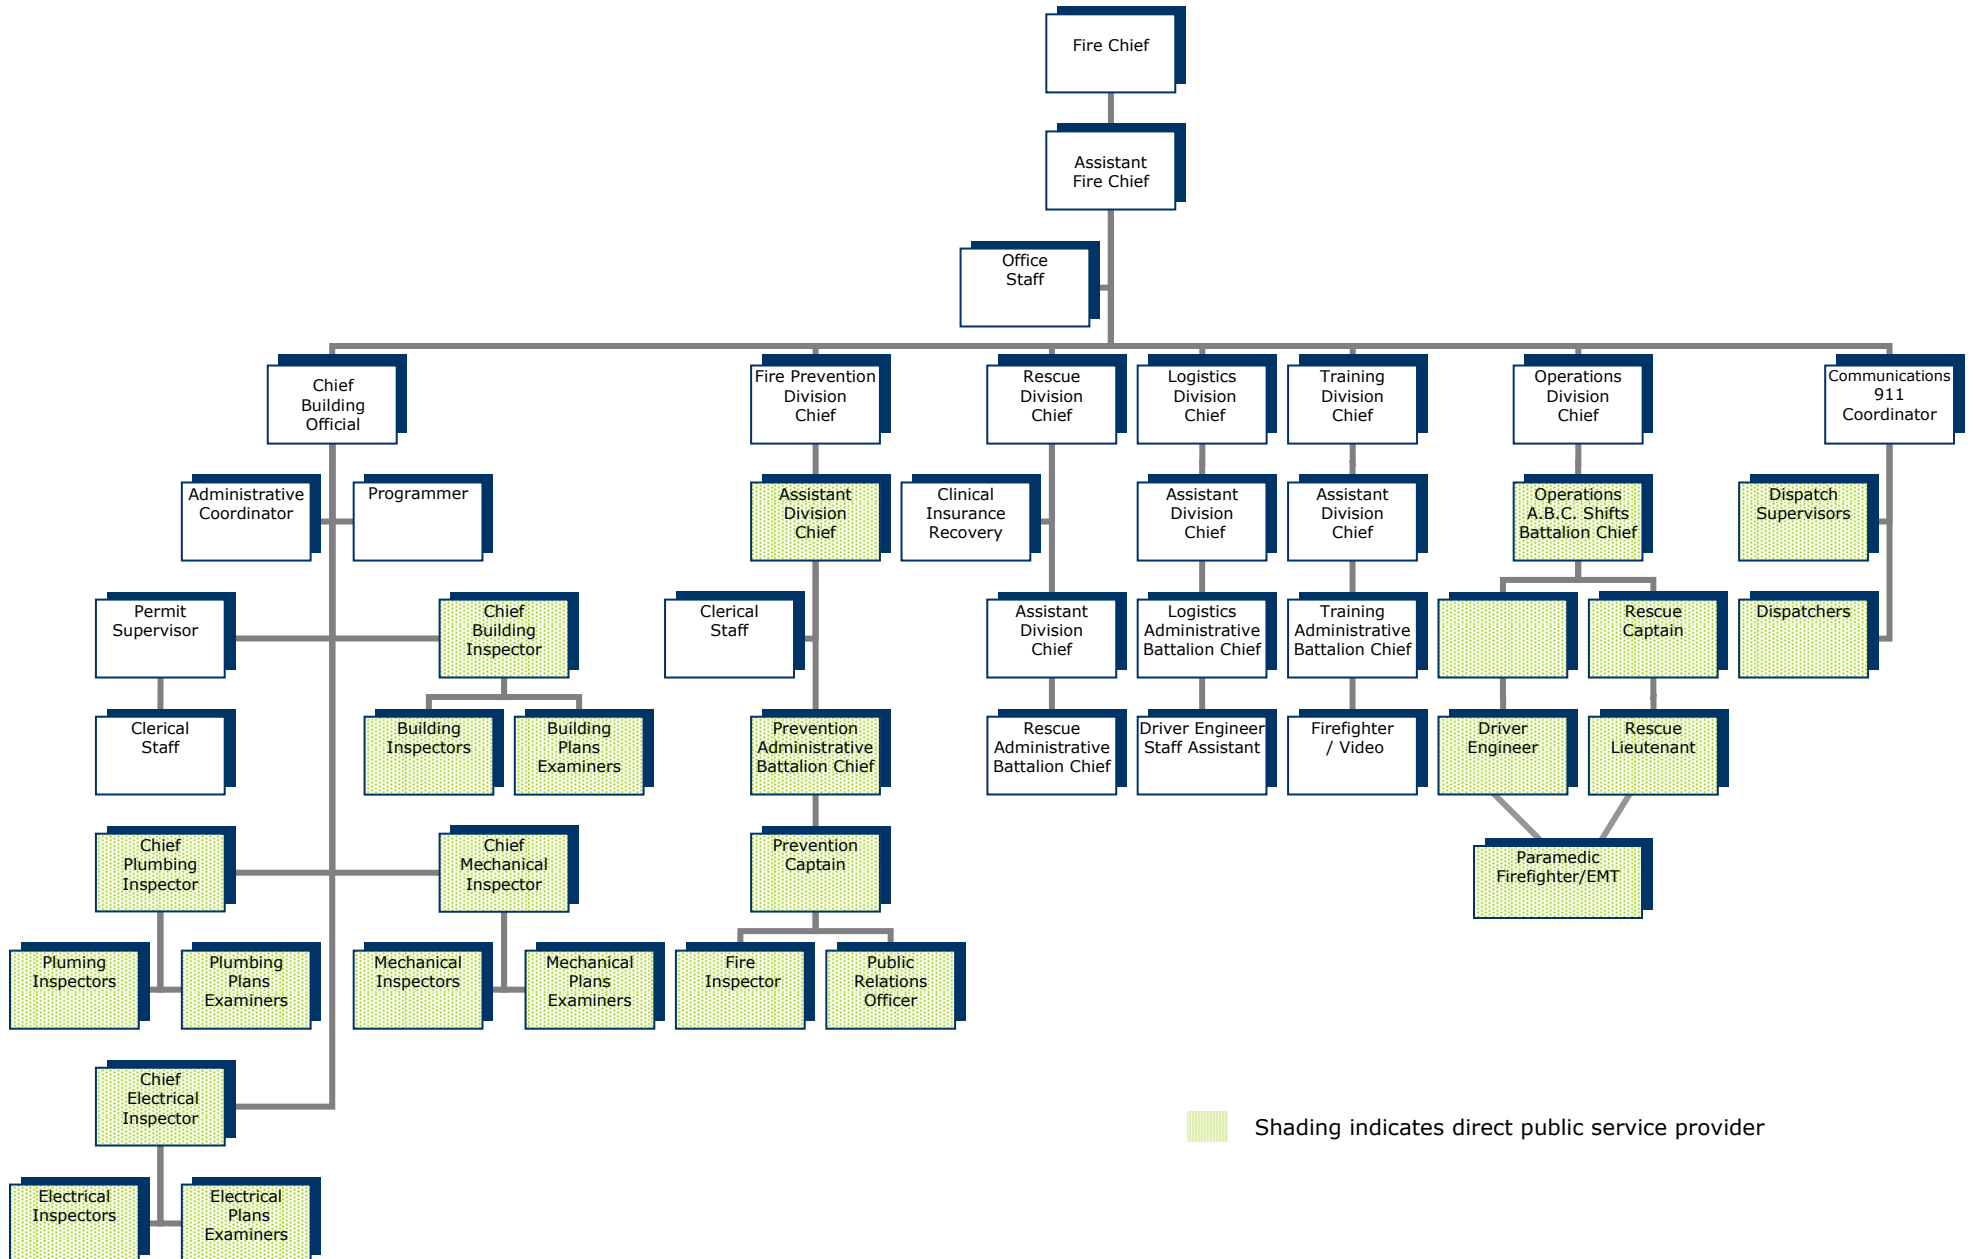 Fire Chief
Assistant
Fire Chief
Office
Staff
Chief
Building
Official
Fire Prevention
Division
Chief
Rescue
Division
Chief
Logistics
Division
Chief
Training
Division
Chief
Operations
Division
Chief
Communications
911
Coordinator
Administrative
Coordinator
Programmer
Assistant
Division
Chief
Clinical
Insurance
Recovery
Assistant
Division
Chief
Assistant
Division
Chief
Operations
A.B.C. Shifts
Battalion Chief
Dispatch
Supervisors
Permit
Supervisor
Chief
Building
Inspector
Clerical
Staff
Assistant
Division
Chief
Logistics
Administrative
Battalion Chief
Training
Administrative
Battalion Chief
Rescue
Captain
Dispatchers
Clerical
Staff
Building
Inspectors
Building
Plans
Examiners
Prevention
Administrative
Battalion Chief
Rescue
Administrative
Battalion Chief
Driver Engineer
Staff Assistant
Firefighter
/ Video
Driver
Engineer
Rescue
Lieutenant
Chief
Plumbing
Inspector
Chief
Mechanical
Inspector
Prevention
Captain
Paramedic
Firefighter/EMT
Pluming
Inspectors
Plumbing
Plans
Examiners
Mechanical
Inspectors
Mechanical
Plans
Examiners
Fire
Inspector
Public
Relations
Officer
Chief
Electrical
Inspector
Shading indicates direct public service provider
Electrical
Inspectors
Electrical
Plans
Examiners